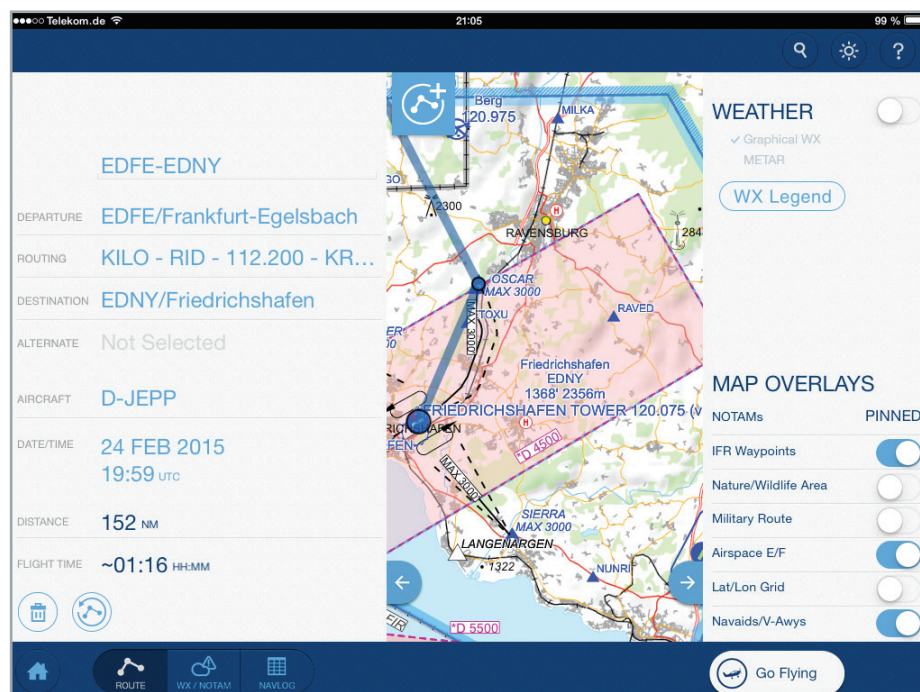 Telekom.de
21:05
99 %
EDFE-EDNY
DEPARTURE EDFE/Frankfurt-Egelsbach
ROUTING KILO - RID - 112.200 - KR...
DESTINATION EDNY/Friedrichshafen
ALTERNATE Not Selected
AIRCRAFT D-JEPP
DATE/TIME 24 FEB 2015
19:59 UTC
DISTANCE 152 NM
FLIGHT TIME ~01:16 HH:MM
Berg
120.975
MILKA
GO
2300
H
RAVENSBURG
284
OSCAR
MAX 3000
TOXU
MAX 3000
RAVED
ER
Friedrichshafen
EDNY
1368' 2356m
FRIEDRICHSHAFEN TOWER 120.075 (v
H
FEN
*D 4500
MAX 3000
SIERRA
MAX 3000
LANGENARGEN
1322
NUNRI
FIR
*D 5500
WEATHER
✓ Graphical WX
METAR
WX Legend
MAP OVERLAYS
NOTAMs PINNED
IFR Waypoints
Nature/Wildlife Area
Military Route
Airspace E/F
Lat/Lon Grid
Navaids/V-Awys
ROUTE
WX / NOTAM
NAVLOG
Go Flying